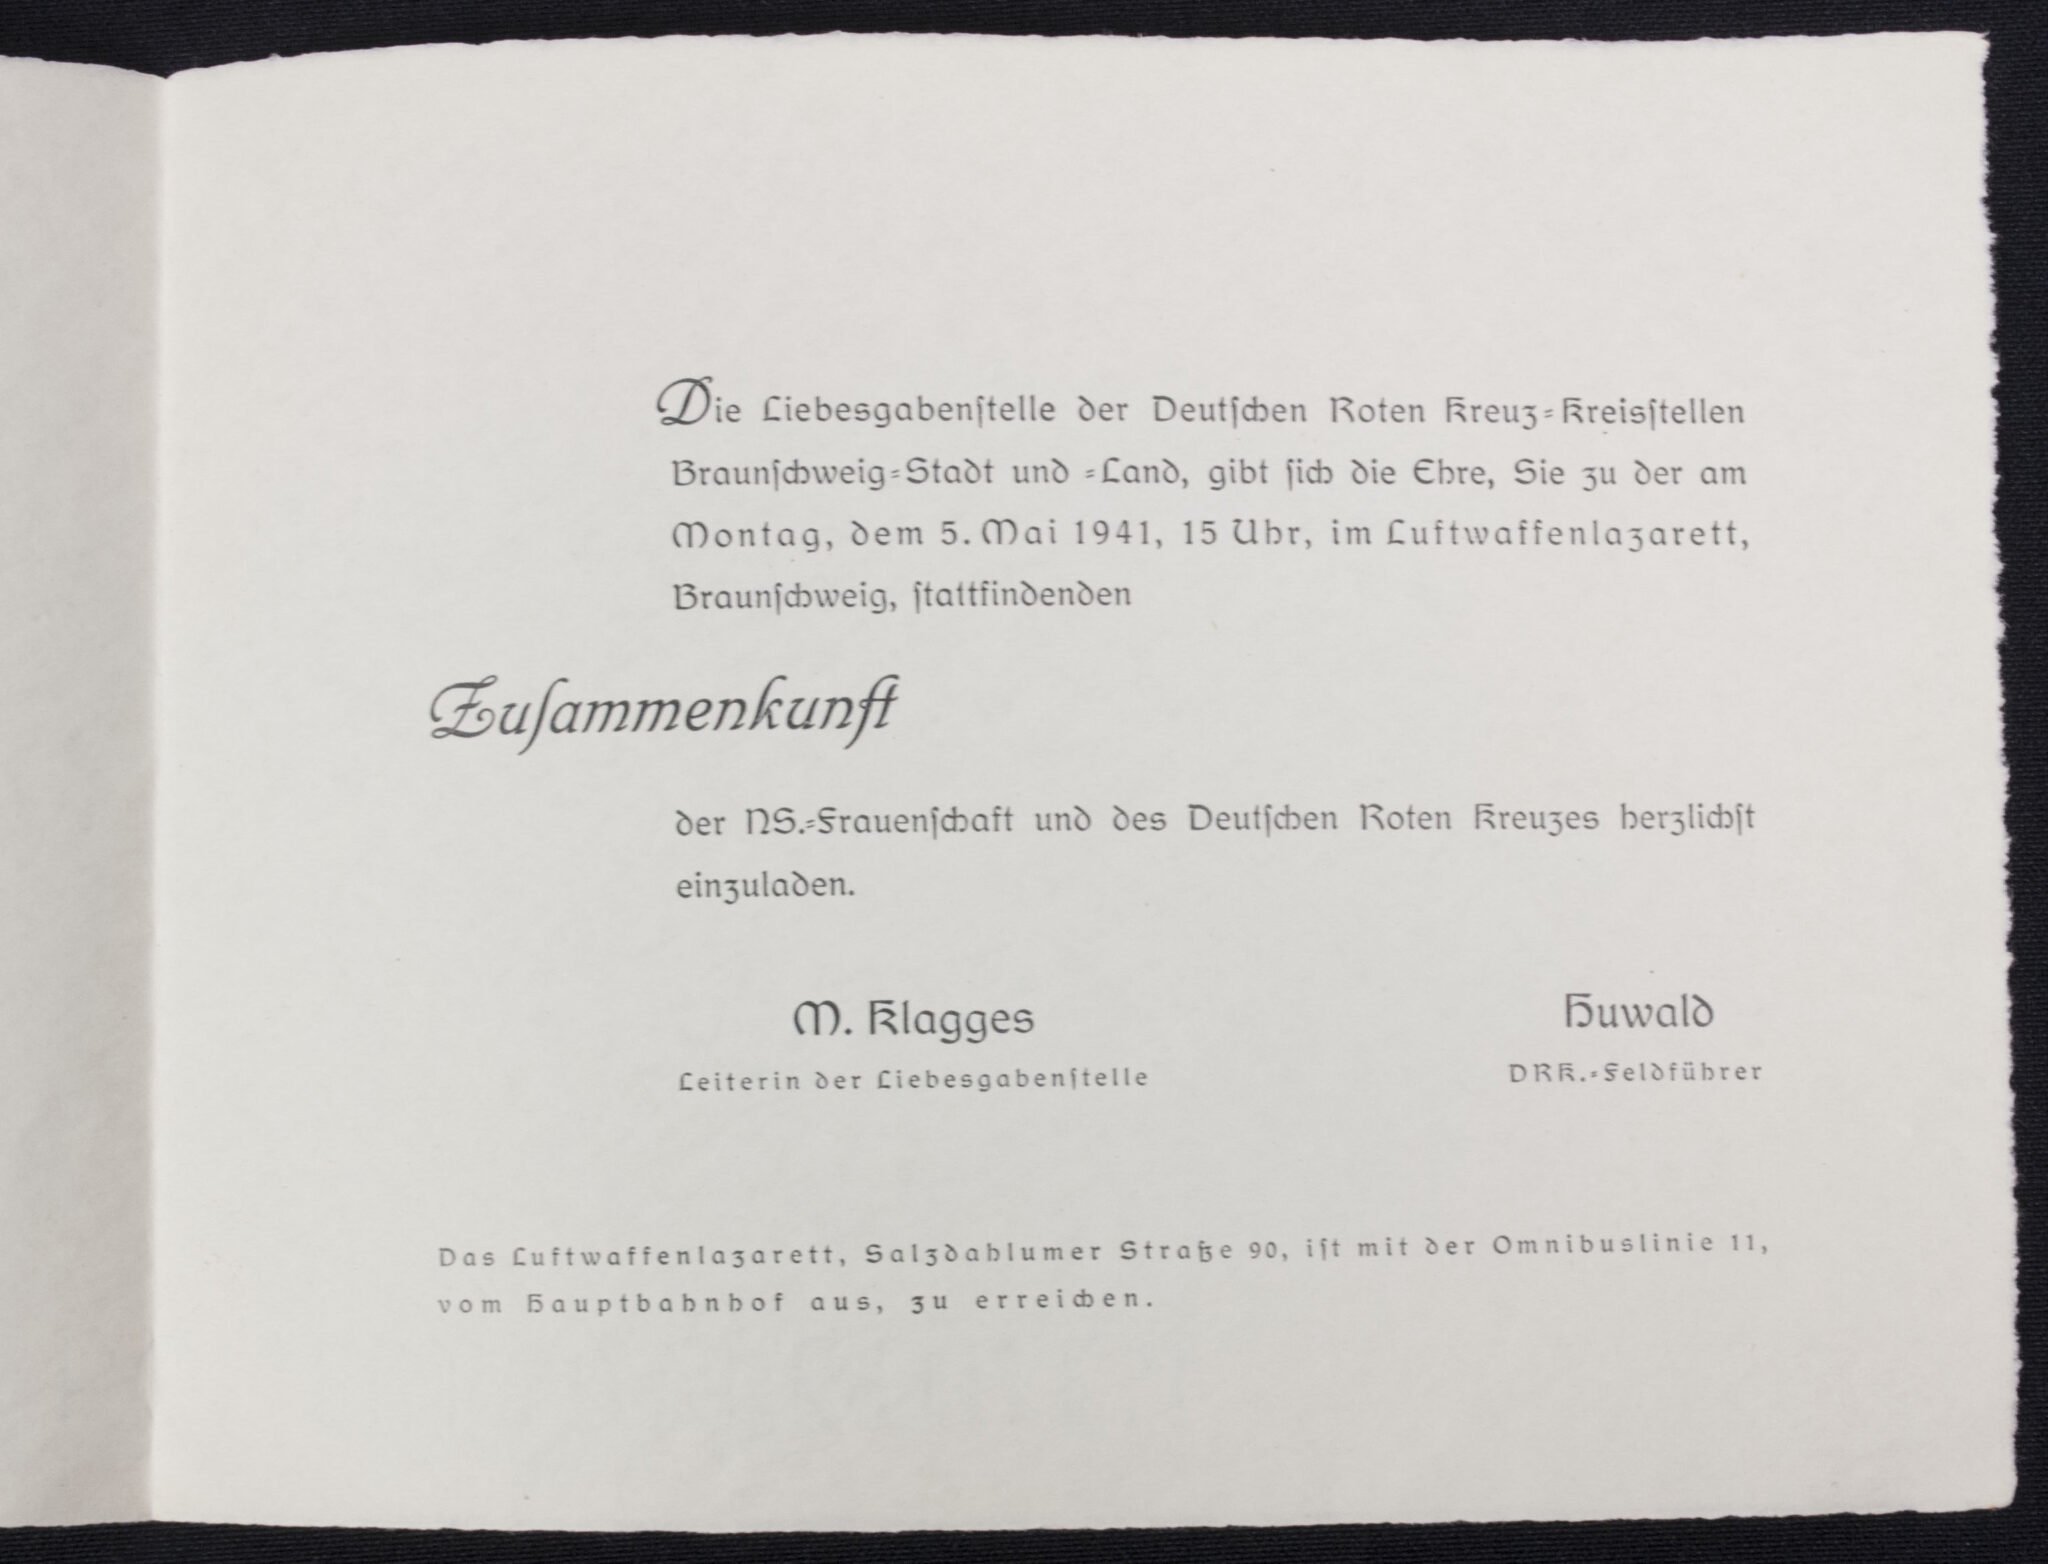 Die Liebesgabenſtelle der Deutſchen Roten Kreuz⸗Kreisſtellen
Braunſchweig⸗Stadt und ⸗Land, gibt ſich die Ehre, Sie zu der am
Montag, dem 5. Mai 1941, 15 Uhr, im Luftwaffenlazarett,
Braunſchweig, ſtattfindenden
Zuſammenkunft
der NS.⸗Frauenſchaft und des Deutſchen Roten Kreuzes herzlichſt
einzuladen.
M. Klagges
Leiterin der Liebesgabenſtelle
Huwald
DRK.⸗Feldführer
Das Luftwaffenlazarett, Salzdahlumer Straße 90, iſt mit der Omnibuslinie 11,
vom Hauptbahnhof aus, zu erreichen.